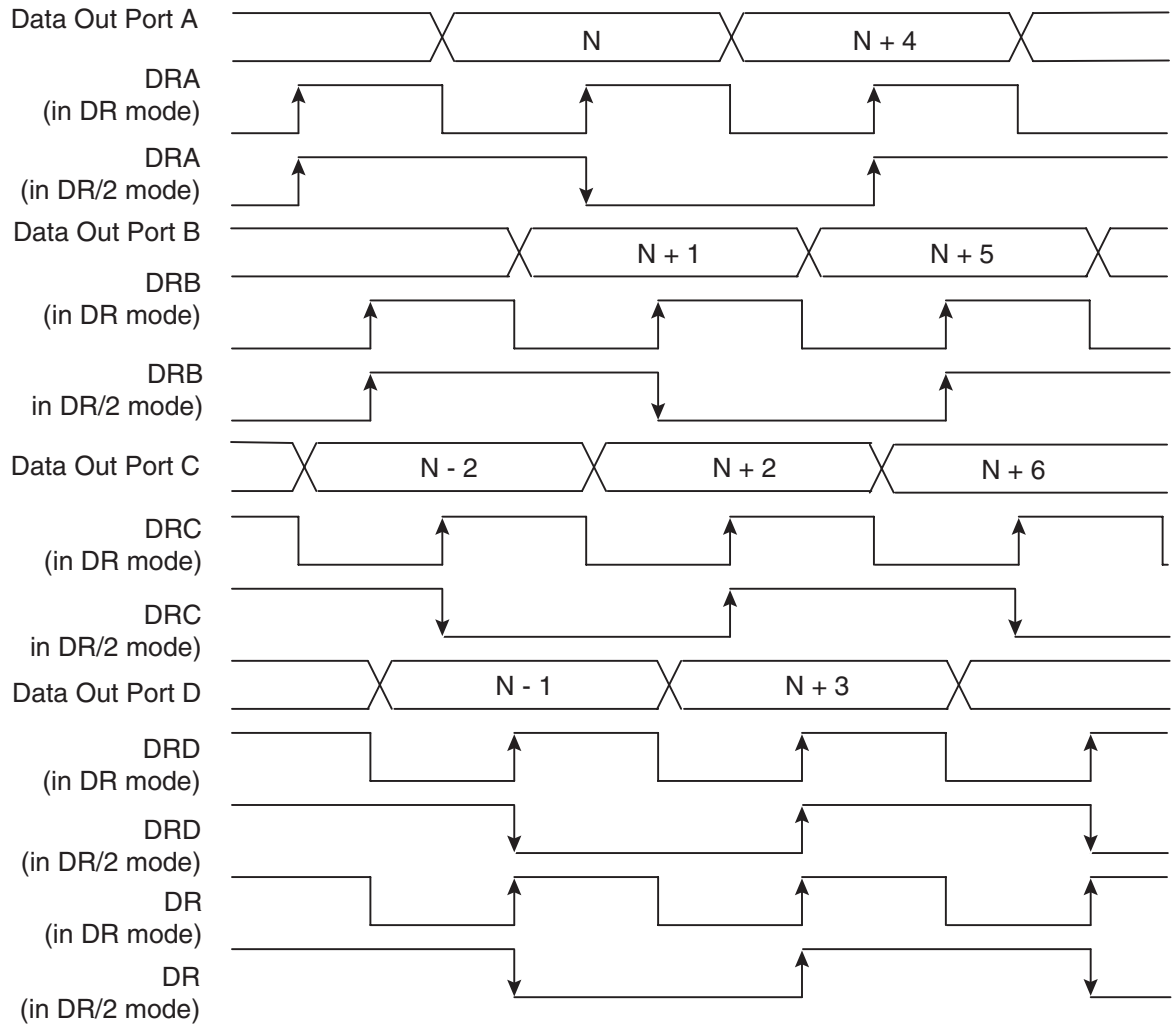 Data Out Port A
N
N + 4
DRA
(in DR mode)
DRA
(in DR/2 mode)
Data Out Port B
N + 1
N + 5
DRB
(in DR mode)
DRB
in DR/2 mode)
Data Out Port C
N - 2
N + 2
N + 6
DRC
(in DR mode)
DRC
in DR/2 mode)
Data Out Port D
N - 1
N + 3
DRD
(in DR mode)
DRD
(in DR/2 mode)
DR
(in DR mode)
DR
(in DR/2 mode)